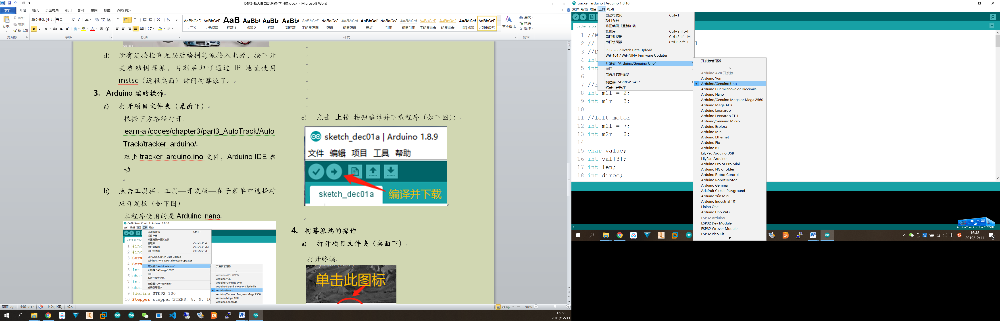 C4P3-教大白自动追踪-学习单.docx - Microsoft Word
文件 开始 插入 页面布局 引用 邮件 审阅 视图 WPS PDF
粘贴
剪切
复制
格式刷
剪贴板
华文楷体 (中文 五号
字体
段落
AaBbCcD AaBbCcD AaB AaBb( AaBb( AaBb( AaBbCcD AaBbCcD AaBbCcD AaBbCcD AaBbCcD AaBbCcD AaBbCcD AaBbCcD AaBbCcD AaBbCcD
正文 无间隔 标题 1 标题 2 标题 副标题 不明显强调 强调 明显强调 要点 引用 明显引用 不明显参考 明显参考 书籍标题 列出段落
更改样式
样式
查找
替换
选择
编辑
d) 所有连接检查无误后给树莓派接入电源，按下开
关启动树莓派，片刻后即可通过 IP 地址使用
mstsc（远程桌面）访问树莓派了。
3. Arduino 端的操作
a) 打开项目文件夹（桌面下）
根据下方路径打开：
learn-ai/codes/chapter3/part3_AutoTrack/Auto
Track/tracker_arduino/
双击 tracker_arduino.ino 文件，Arduino IDE 启
动
b) 点击工具栏：工具—开发板—在子菜单中选择对
应开发板（如下图）
本程序使用的是 Arduino nano
C4P2-ServoControl | Arduino 1.8.10
文件 编辑 项目 工具 帮助
C4P2-ServoC
自动格式化 Ctrl+T
项目存档
修正编码并重新加载
管理库... Ctrl+Shift+I
串口监视器 Ctrl+Shift+M
串口绘图器 Ctrl+Shift+L
ESP8266 Sketch Data Upload
WiFi101 / WiFiNINA Firmware Updater
开发板: "Arduino Nano"
处理器: "ATmega328P"
端口
取得开发板信息
编程器: "AVRISP mkII"
烧录引导程序
1 #inc
2 #inc
3 Serv
4 Serv
5 int
6 char
7 int
8 char
9 #define STEPS 100
10 Stepper stepper(STEPS, 8, 9, 10
开发板管理器...
Arduino AVR 开发板
Arduino Yún
Arduino/Genuino Uno
Arduino Duemilanove or Diecimila
Arduino Nano
Arduino/Genuino Mega or Mega 2560
Arduino Mega ADK
Arduino Leonardo
e) 点击 上传 按钮编译并下载程序（如下图）：
sketch_dec01a | Arduino 1.8.9
文件 编辑 项目 工具 帮助
sketch_dec01a
编译并下载
4. 树莓派端的操作
a) 打开项目文件夹（桌面下）
打开终端
单击此图标
页面: 2/3 字数: 813 中文(中国) 插入
190%
16:38
2019/12/11
tracker_arduino | Arduino 1.8.10
文件 编辑 项目 工具 帮助
tracker_arduin
自动格式化 Ctrl+T
项目存档
修正编码并重新加载
管理库... Ctrl+Shift+I
串口监视器 Ctrl+Shift+M
串口绘图器 Ctrl+Shift+L
ESP8266 Sketch Data Upload
WiFi101 / WiFiNINA Firmware Updater
开发板: "Arduino/Genuino Uno"
端口
取得开发板信息
编程器: "AVRISP mkII"
烧录引导程序
1 //@
2 // l
3 //D
4 int
5 int
6
7 //r
8 int m1f = 2;
9 int m1r = 3;
10
11 //left motor
12 int m2f = 7;
13 int m2r = 8;
14
15 char value;
16 int val[3];
17 int len;
18 int direc;
开发板管理器...
Arduino AVR 开发板
Arduino Yún
Arduino/Genuino Uno
Arduino Duemilanove or Diecimila
Arduino Nano
Arduino/Genuino Mega or Mega 2560
Arduino Mega ADK
Arduino Leonardo
Arduino Leonardo ETH
Arduino/Genuino Micro
Arduino Esplora
Arduino Mini
Arduino Ethernet
Arduino Fio
Arduino BT
LilyPad Arduino USB
LilyPad Arduino
Arduino Pro or Pro Mini
Arduino NG or older
Arduino Robot Control
Arduino Robot Motor
Arduino Gemma
Adafruit Circuit Playground
Arduino Yún Mini
Arduino Industrial 101
Linino One
Arduino Uno WiFi
ESP32 Arduino
ESP32 Dev Module
ESP32 Wrover Module
ESP32 Pico Kit
6
中
Arduino/Genuino Uno 在 COM7
中
16:38
2019/12/11
5